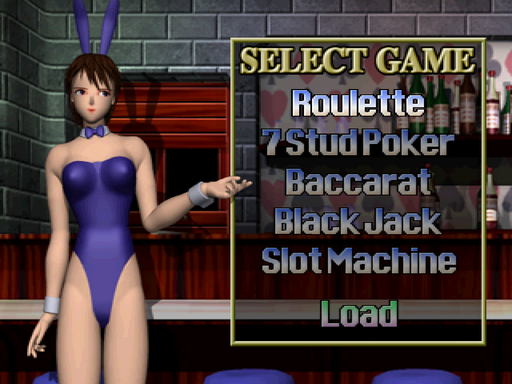 SELECT GAME
Roulette
7 Stud Poker
Baccarat
Black Jack
Slot Machine
Load